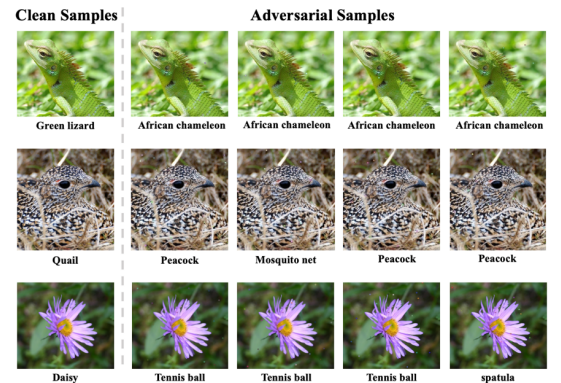 Clean Samples Adversarial Samples
Green lizard African chameleon African chameleon African chameleon African chameleon
Quail Peacock Mosquito net Peacock Peacock
Daisy Tennis ball Tennis ball Tennis ball spatula